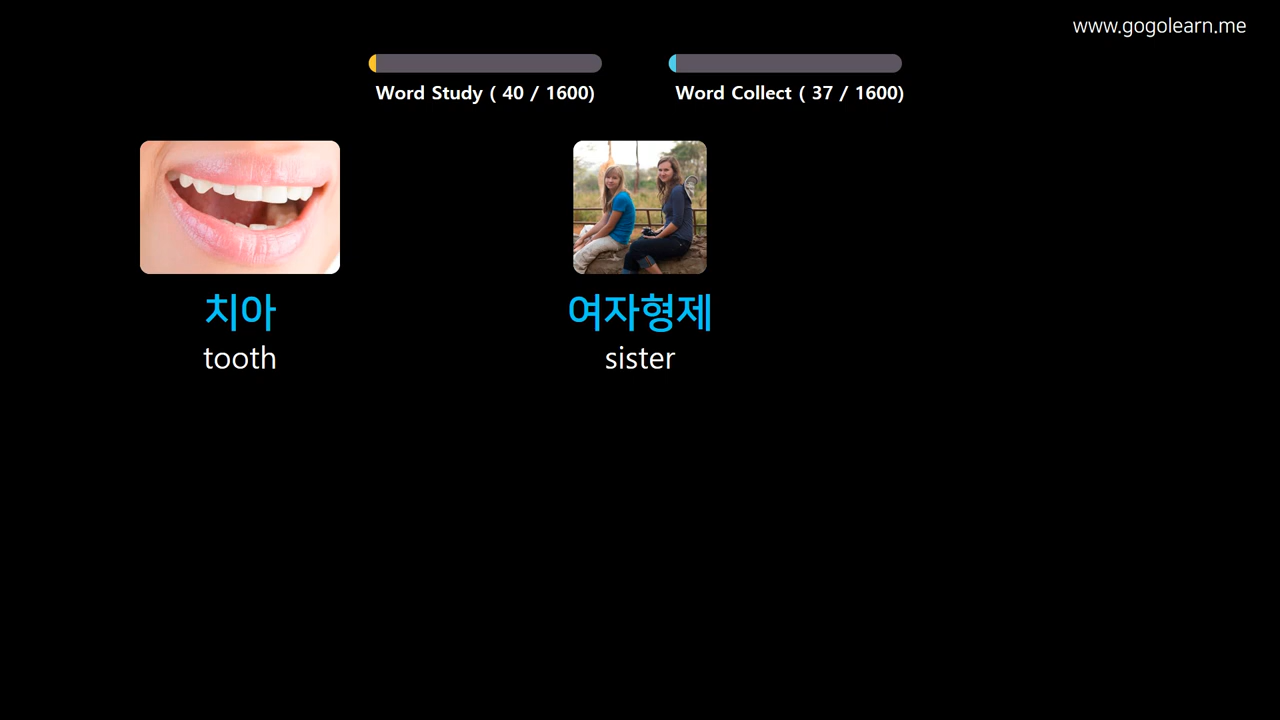 www.gogolearn.me
Word Study ( 40 / 1600)
Word Collect ( 37 / 1600)
치아
tooth
여자형제
sister